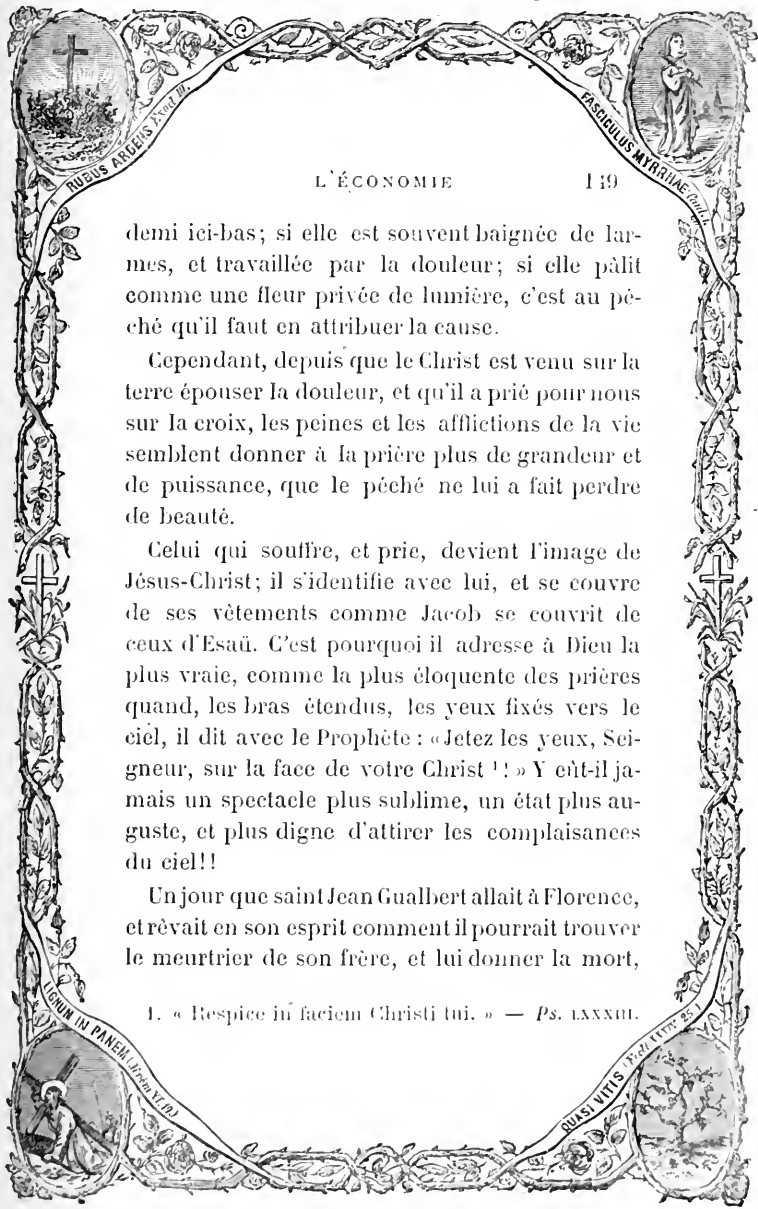 RUBUS ARDENS Exod III.
FASCICULUS MYRRHAE Cant. I.
L'ÉCONOMIE 149
demi ici-bas; si elle est souvent baignée de lar-
mes, et travaillée par la douleur; si elle pâlit
comme une fleur privée de lumière, c'est au pé-
ché qu'il faut en attribuer la cause.
Cependant, depuis que le Christ est venu sur la
terre épouser la douleur, et qu'il a prié pour nous
sur la croix, les peines et les afflictions de la vie
semblent donner à la prière plus de grandeur et
de puissance, que le péché ne lui a fait perdre
de beauté.
Celui qui souffre, et prie, devient l'image de
Jésus-Christ; il s'identifie avec lui, et se couvre
de ses vêtements comme Jacob se couvrit de
ceux d'Esaü. C'est pourquoi il adresse à Dieu la
plus vraie, comme la plus éloquente des prières
quand, les bras étendus, les yeux fixés vers le
ciel, il dit avec le Prophète : «Jetez les yeux, Sei-
gneur, sur la face de votre Christ ¹! » Y eût-il ja-
mais un spectacle plus sublime, un état plus au-
guste, et plus digne d'attirer les complaisances
du ciel!!
Un jour que saint Jean Gualbert allait à Florence,
et rêvait en son esprit comment il pourrait trouver
le meurtrier de son frère, et lui donner la mort,
1. « Respice in faciem Christi tui. » — Ps. LXXXIII.
LIGNUM IN PANEM (Jerem XI. 19.)
QUASI VITIS (Eccli XXIV 25.)